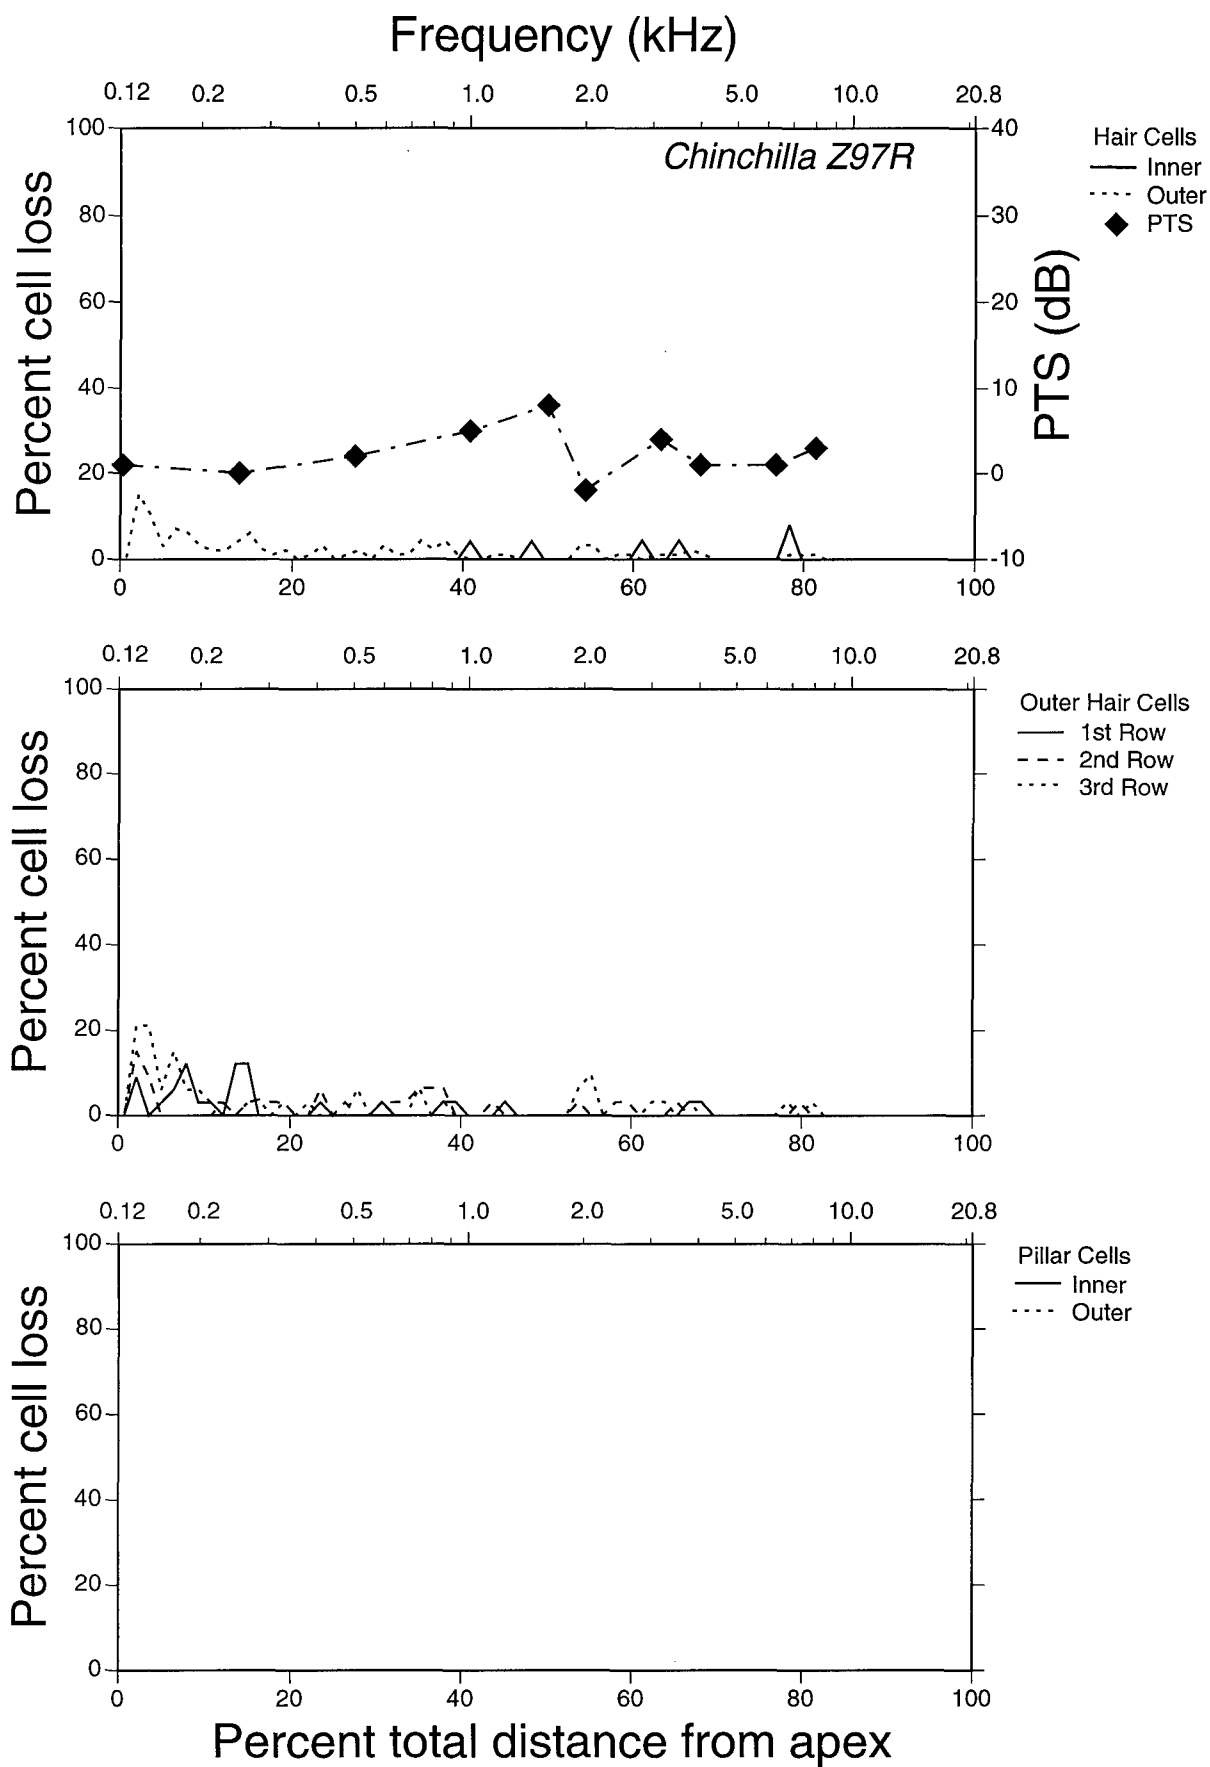 Frequency (kHz)
0.12 0.2 0.5 1.0 2.0 5.0 10.0 20.8
100 40
Chinchilla Z97R
Hair Cells
Inner
Outer
PTS
80 30
60 20
40 10
20 0
0 -10
Percent cell loss
PTS (dB)
0 20 40 60 80 100
0.12 0.2 0.5 1.0 2.0 5.0 10.0 20.8
100
Outer Hair Cells
1st Row
2nd Row
3rd Row
80
60
40
20
0
Percent cell loss
0 20 40 60 80 100
0.12 0.2 0.5 1.0 2.0 5.0 10.0 20.8
100
Pillar Cells
Inner
Outer
80
60
40
20
0
Percent cell loss
0 20 40 60 80 100
Percent total distance from apex